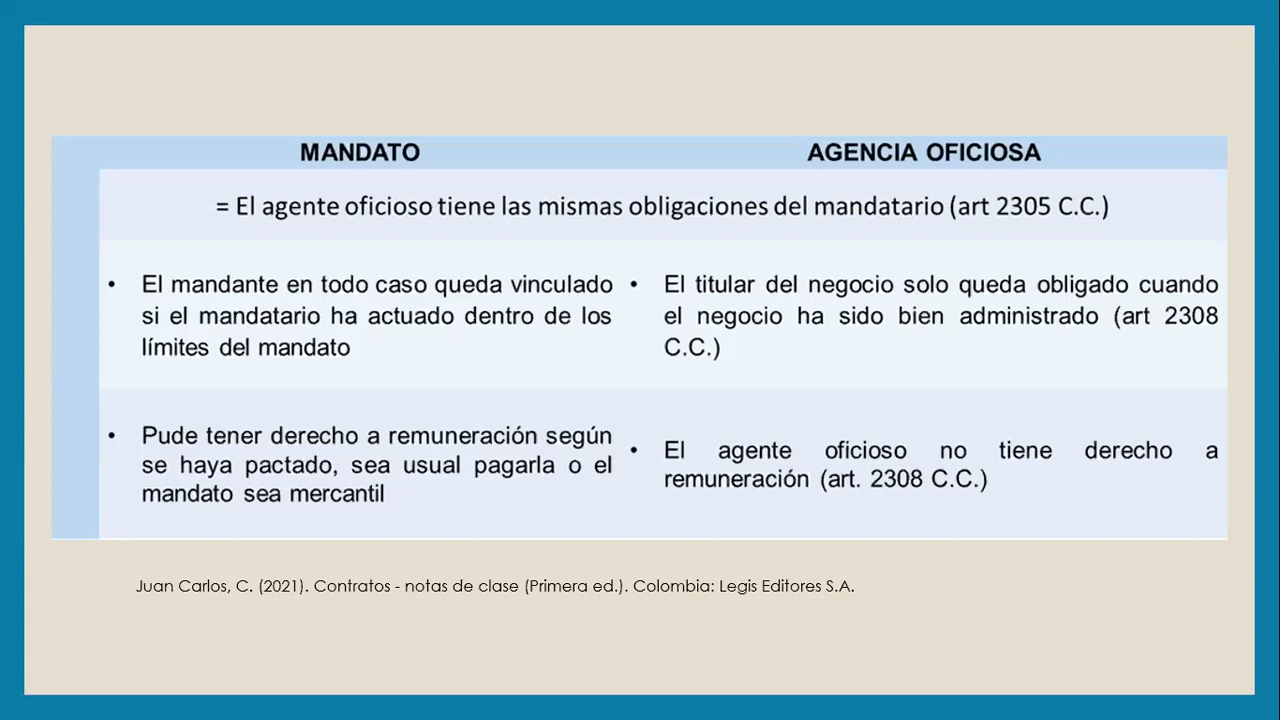 MANDATO
AGENCIA OFICIOSA
= El agente oficioso tiene las mismas obligaciones del mandatario (art 2305 C.C.)
• El mandante en todo caso queda vinculado
si el mandatario ha actuado dentro de los
límites del mandato
• El titular del negocio solo queda obligado cuando
el negocio ha sido bien administrado (art 2308
C.C.)
• Pude tener derecho a remuneración según
se haya pactado, sea usual pagarla o el
mandato sea mercantil
• El agente oficioso no tiene derecho a
remuneración (art. 2308 C.C.)
Juan Carlos, C. (2021). Contratos - notas de clase (Primera ed.). Colombia: Legis Editores S.A.